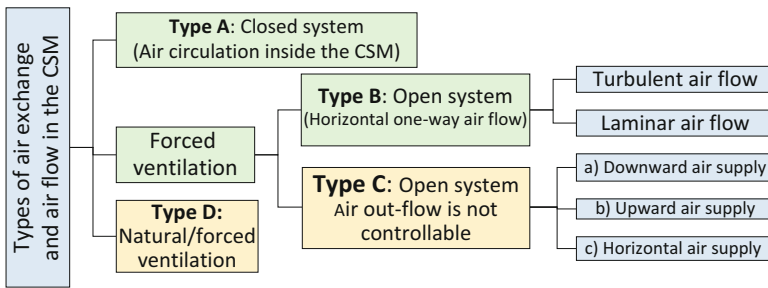 Types of air exchange
and air flow in the CSM
Type A: Closed system
(Air circulation inside the CSM)
Forced
ventilation
Type B: Open system
(Horizontal one-way air flow)
Turbulent air flow
Laminar air flow
Type C: Open system
Air out-flow is not
controllable
a) Downward air supply
b) Upward air supply
c) Horizontal air supply
Type D:
Natural/forced
ventilation